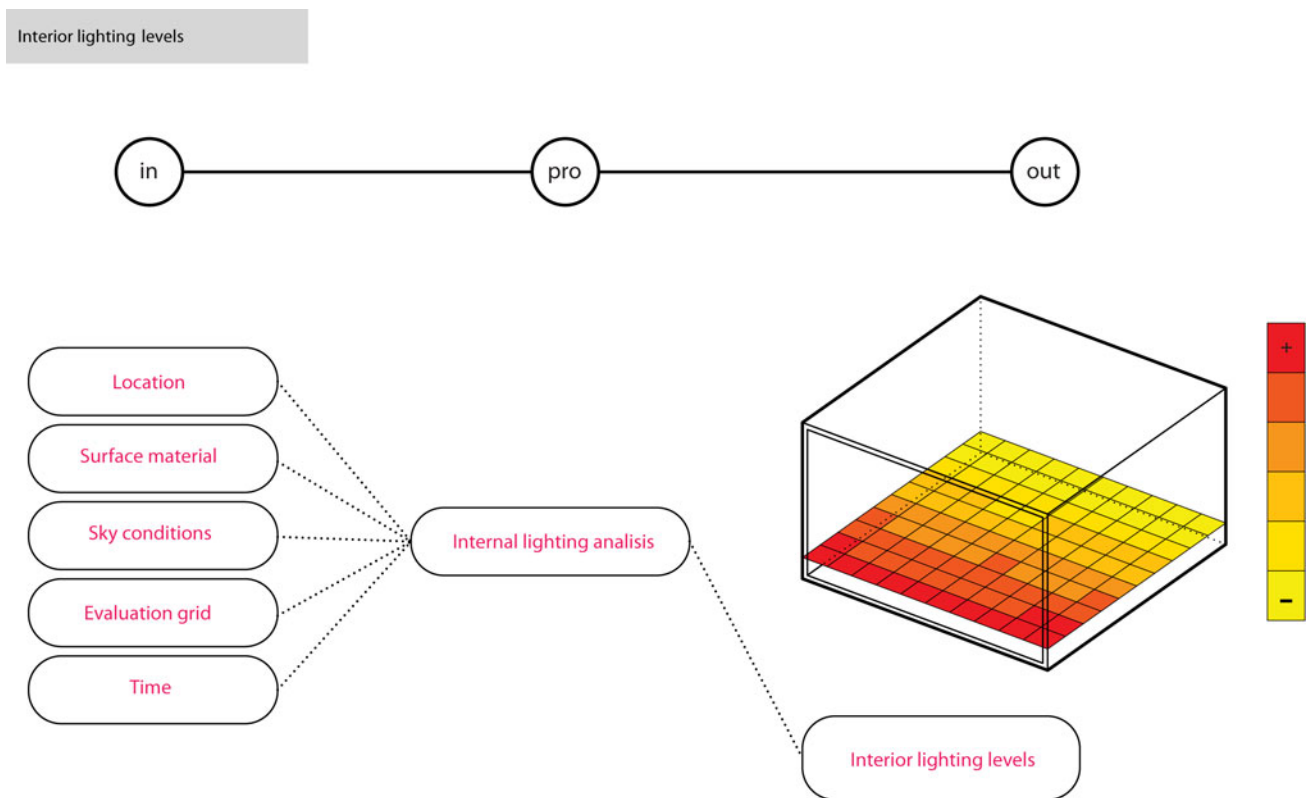 Interior lighting levels
in
pro
out
Location
Surface material
Sky conditions
Evaluation grid
Time
Internal lighting analisis
+
-
Interior lighting levels